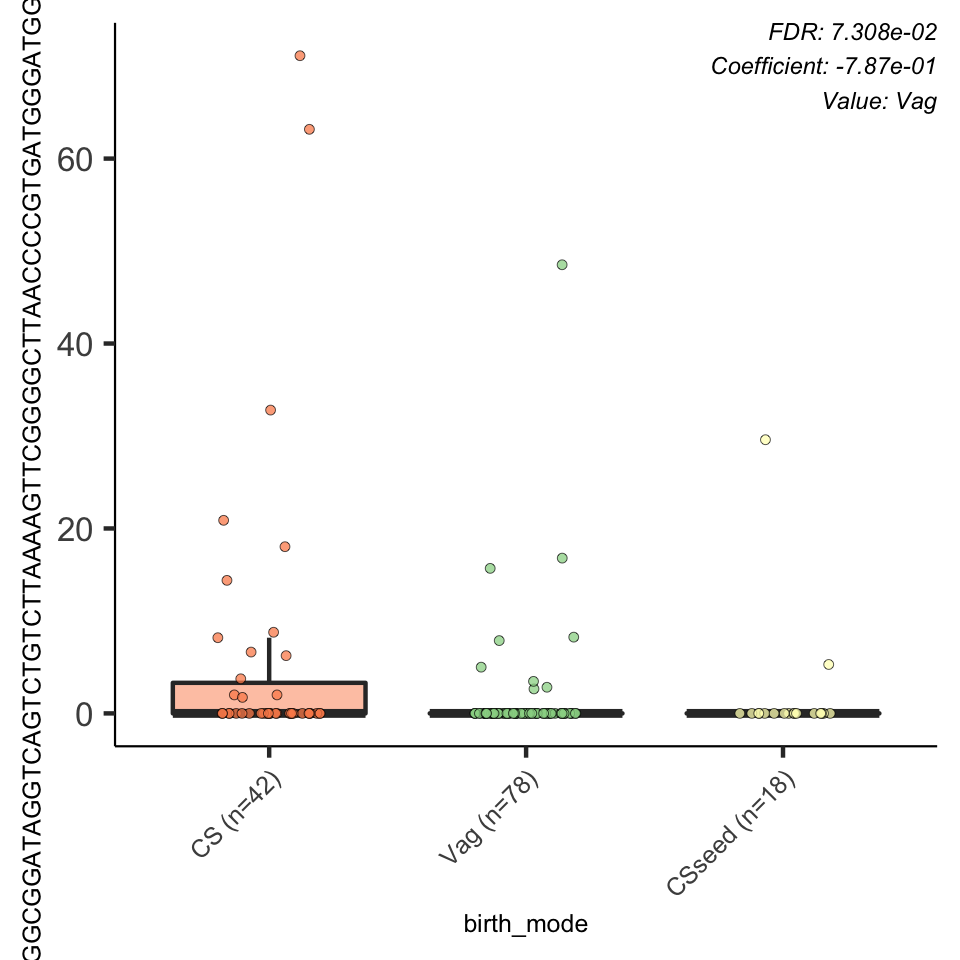 FDR: 7.308e-02
Coefficient: -7.87e-01
Value: Vag
GGCGGATAGGTCAGTCTGTCTTAAAAGTTCGGGGCTTAACCCCGTGATGGGATGG
60
40
20
0
CS (n=42)
Vag (n=78)
CSseed (n=18)
birth_mode